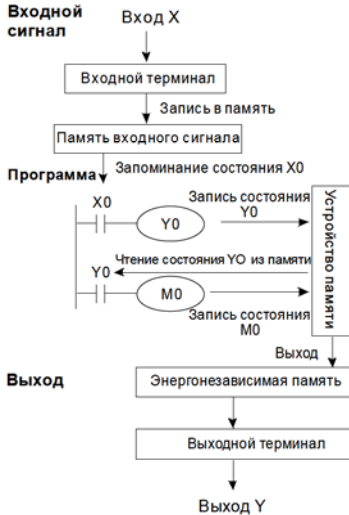 Входной
сигнал
Вход X
Входной терминал
Запись в память
Память входного сигнала
Запоминание состояния X0
Программа
X0
Y0
Запись состояния
Y0
Устройство памяти
Чтение состояния YO из памяти
Y0
M0
Запись состояния
M0
Выход
Выход
Энергонезависимая память
Выходной терминал
Выход Y